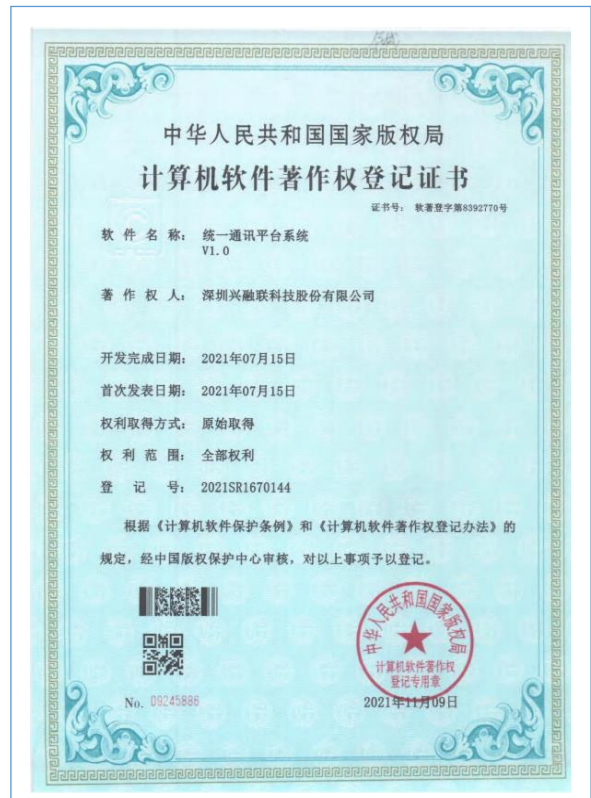 中华人民共和国国家版权局
计算机软件著作权登记证书
证书号： 软著登字第8392770号
软件名称： 统一通讯平台系统
V1.0
著作权人： 深圳兴融联科技股份有限公司
开发完成日期： 2021年07月15日
首次发表日期： 2021年07月15日
权利取得方式： 原始取得
权利范围： 全部权利
登记号： 2021SR1670144
根据《计算机软件保护条例》和《计算机软件著作权登记办法》的
规定，经中国版权保护中心审核，对以上事项予以登记。
中华人民共和国国家版权局
计算机软件著作权
登记专用章
No. 09245886
2021年11月09日